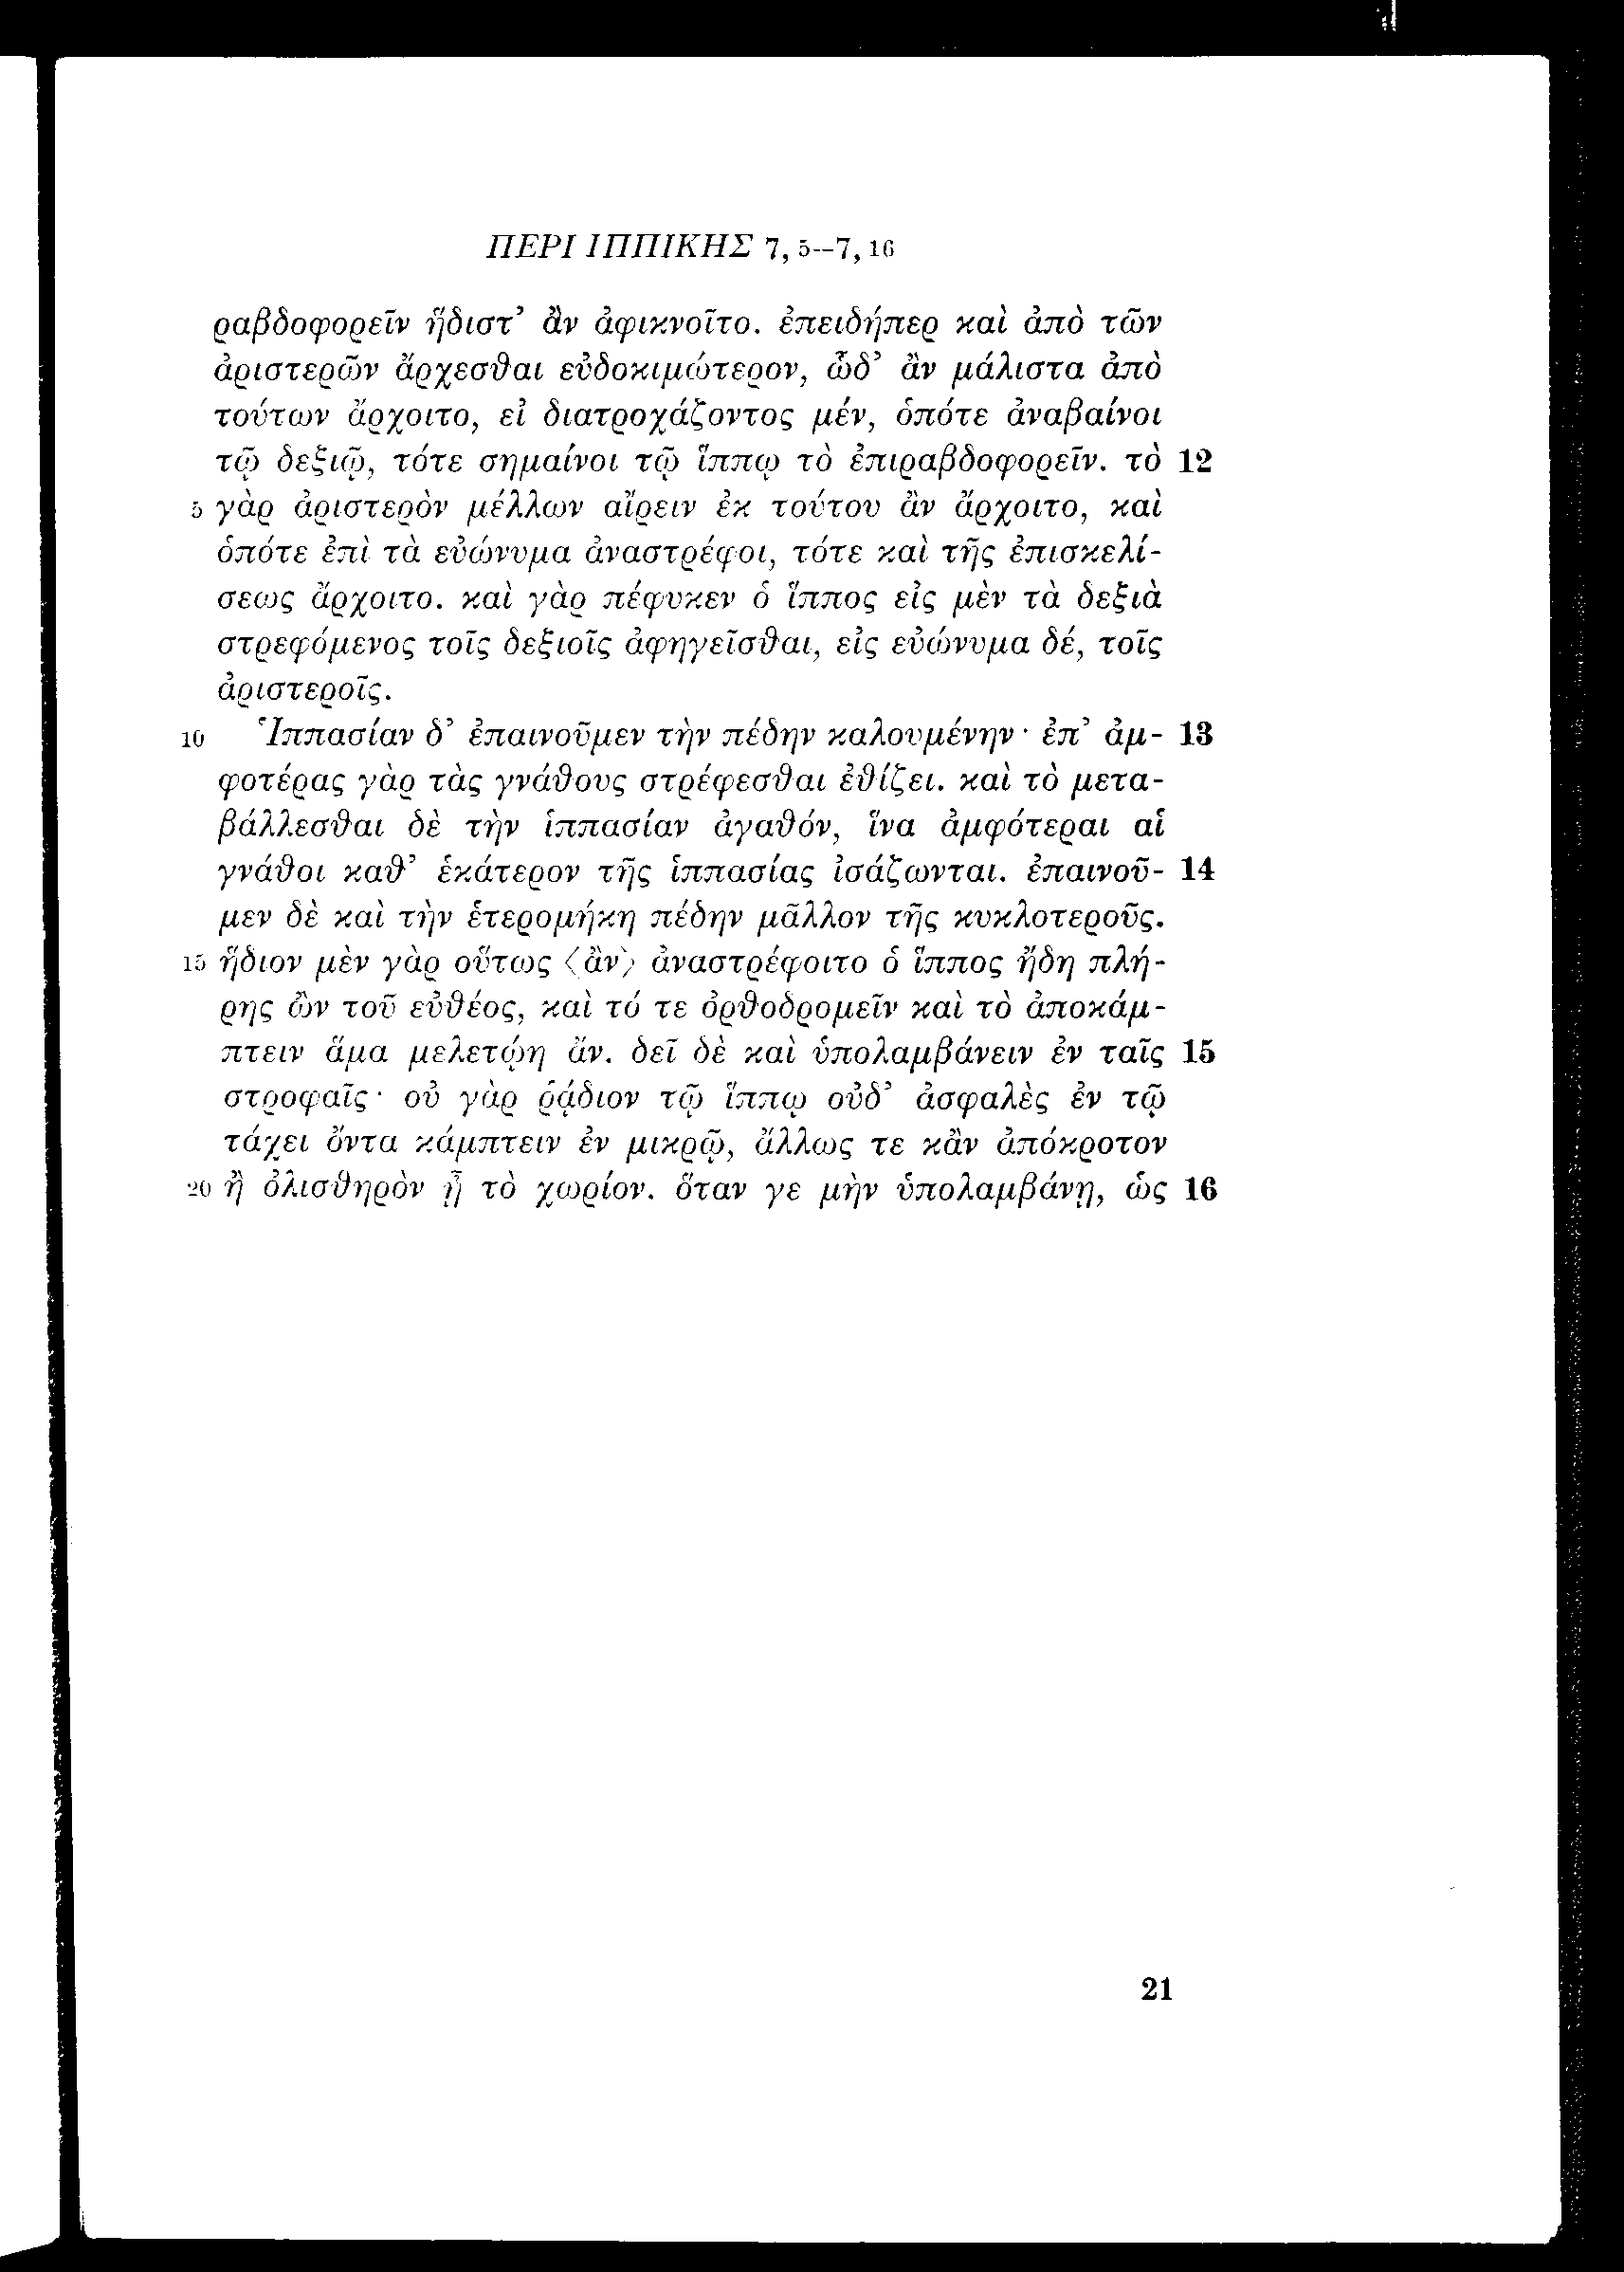 ΠΕΡΙ ΙΠΠΙΚΗΣ 7, 5–7, 16
ραβδοφορεῖν ἥδιστ’ ἂν ἀφικνοῖτο. ἐπειδήπερ καὶ ἀπὸ τῶν
ἀριστερῶν ἄρχεσθαι εὐδοκιμώτερον, ὧδ’ ἂν μάλιστα ἀπὸ
τούτων ἄρχοιτο, εἰ διατροχάζοντος μέν, ὁπότε ἀναβαίνοι
τῷ δεξιῷ, τότε σημαίνοι τῷ ἵππῳ τὸ ἐπιραβδοφορεῖν. τὸ 12
5 γὰρ ἀριστερὸν μέλλων αἴρειν ἐκ τούτου ἂν ἄρχοιτο, καὶ
ὁπότε ἐπὶ τὰ εὐώνυμα ἀναστρέφοι, τότε καὶ τῆς ἐπισκελί-
σεως ἄρχοιτο. καὶ γὰρ πέφυκεν ὁ ἵππος εἰς μὲν τὰ δεξιὰ
στρεφόμενος τοῖς δεξιοῖς ἀφηγεῖσθαι, εἰς εὐώνυμα δέ, τοῖς
ἀριστεροῖς.
10 Ἱππασίαν δ’ ἐπαινοῦμεν τὴν πέδην καλουμένην· ἐπ’ ἀμ- 13
φοτέρας γὰρ τὰς γνάθους στρέφεσθαι ἐθίζει. καὶ τὸ μετα-
βάλλεσθαι δὲ τὴν ἱππασίαν ἀγαθόν, ἵνα ἀμφότεραι αἱ
γνάθοι καθ’ ἑκάτερον τῆς ἱππασίας ἰσάζωνται. ἐπαινοῦ- 14
μεν δὲ καὶ τὴν ἑτερομήκη πέδην μᾶλλον τῆς κυκλοτεροῦς.
15 ἥδιον μὲν γὰρ οὕτως ⟨ἂν⟩ ἀναστρέφοιτο ὁ ἵππος ἤδη πλή-
ρης ὢν τοῦ εὐθέος, καὶ τό τε ὀρθοδρομεῖν καὶ τὸ ἀποκάμ-
πτειν ἅμα μελετῴη ἄν. δεῖ δὲ καὶ ὑπολαμβάνειν ἐν ταῖς 15
στροφαῖς· οὐ γὰρ ῥᾴδιον τῷ ἵππῳ οὐδ’ ἀσφαλὲς ἐν τῷ
τάχει ὄντα κάμπτειν ἐν μικρῷ, ἄλλως τε κἂν ἀπόκροτον
20 ἢ ὀλισθηρὸν ᾖ τὸ χωρίον. ὅταν γε μὴν ὑπολαμβάνῃ, ὡς 16
21